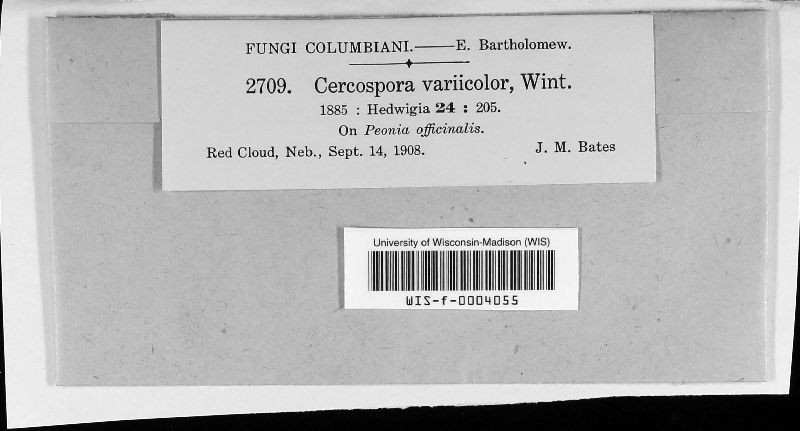 FUNGI COLUMBIANI.——E. Bartholomew.
2709. Cercospora variicolor, Wint.
1885 : Hedwigia 24 : 205.
On Peonia officinalis.
Red Cloud, Neb., Sept. 14, 1908. J. M. Bates
University of Wisconsin-Madison (WIS)
WIS-f-0004055